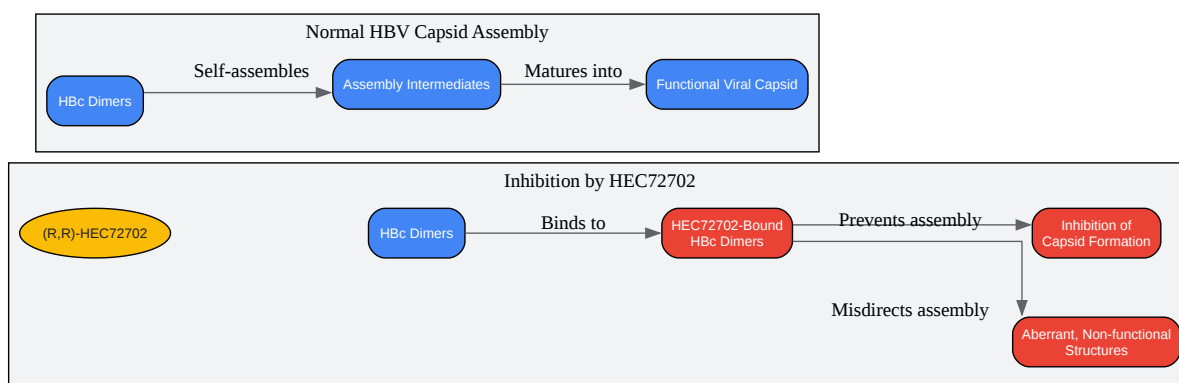 Normal HBV Capsid Assembly
HBc Dimers
Self-assembles
Assembly Intermediates
Matures into
Functional Viral Capsid
Inhibition by HEC72702
(R,R)-HEC72702
HBc Dimers
Binds to
HEC72702-Bound
HBc Dimers
Prevents assembly
Inhibition of
Capsid Formation
Misdirects assembly
Aberrant, Non-functional
Structures